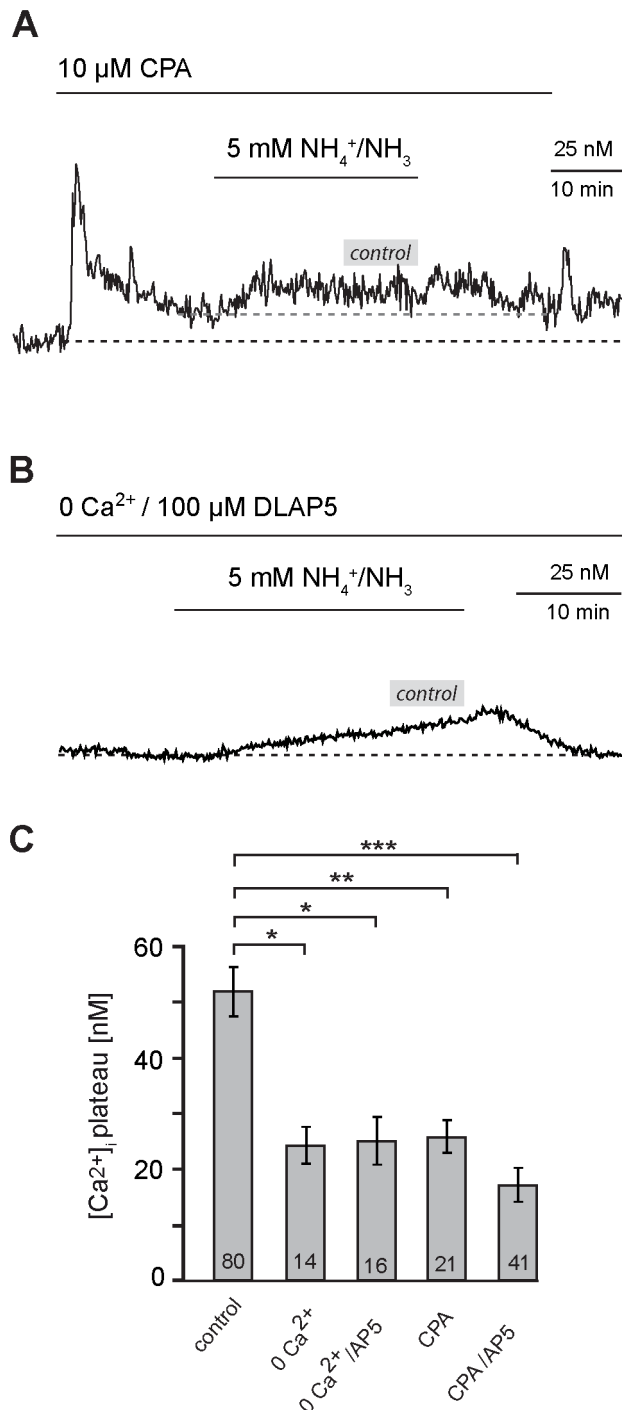 A
10 µM CPA
5 mM NH₄⁺/NH₃
25 nM
10 min
control
B
0 Ca²⁺ / 100 µM DLAP5
5 mM NH₄⁺/NH₃
25 nM
10 min
control
C
***
**
*
*
60
40
20
0
[Ca²⁺]ᵢ plateau [nM]
80
14
16
21
41
control
0 Ca²⁺
0 Ca²⁺/AP5
CPA
CPA /AP5